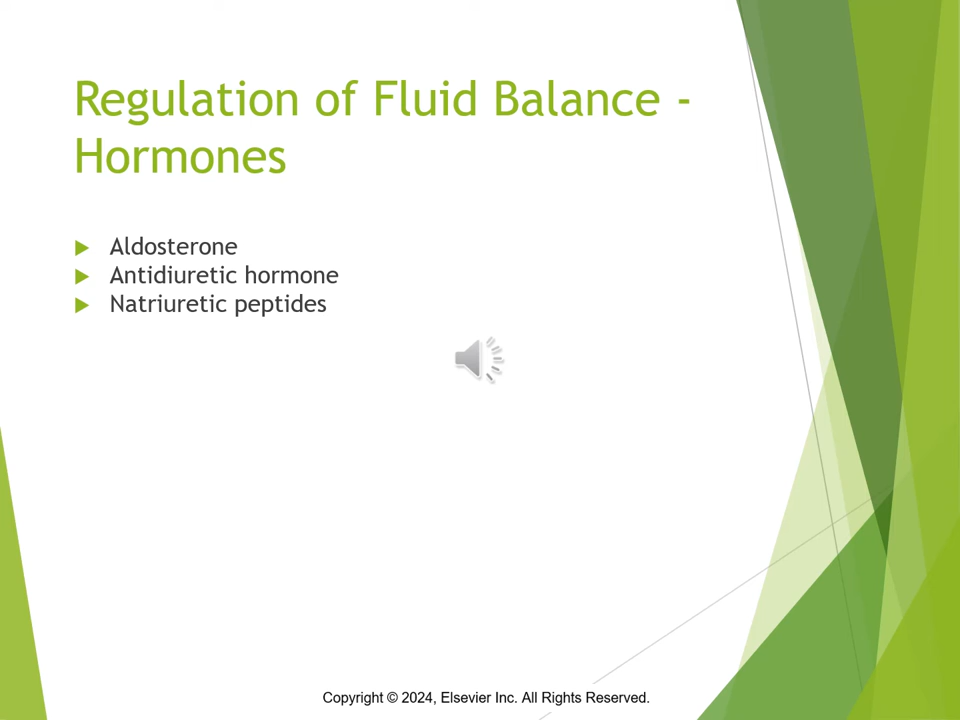 Regulation of Fluid Balance -
Hormones
Aldosterone
Antidiuretic hormone
Natriuretic peptides
Copyright © 2024, Elsevier Inc. All Rights Reserved.